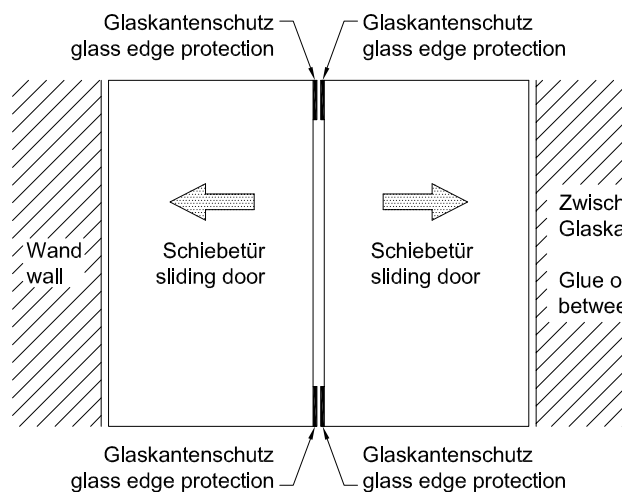 Glaskantenschutz
glass edge protection
Glaskantenschutz
glass edge protection
Wand
wall
Schiebetür
sliding door
Schiebetür
sliding door
Glue
Glaskantenschutz
glass edge protection
Glaskantenschutz
glass edge protection